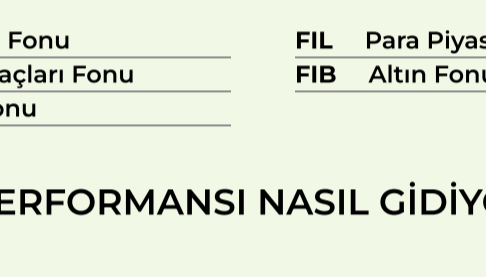 Fonu
FIL Para Piyas
açları Fonu
FIB Altın Fonu
onu
ERFORMANSI NASIL GİDİY